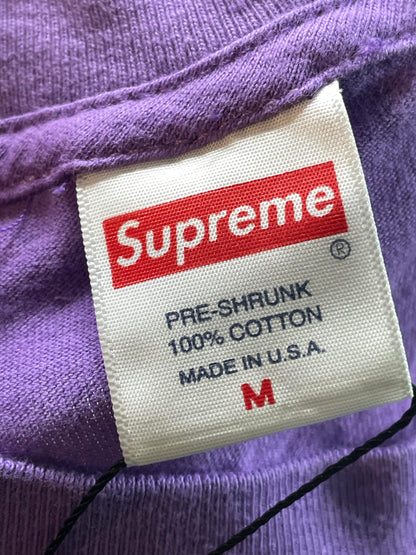 Supreme
®
PRE-SHRUNK
100% COTTON
MADE IN U.S.A.
M